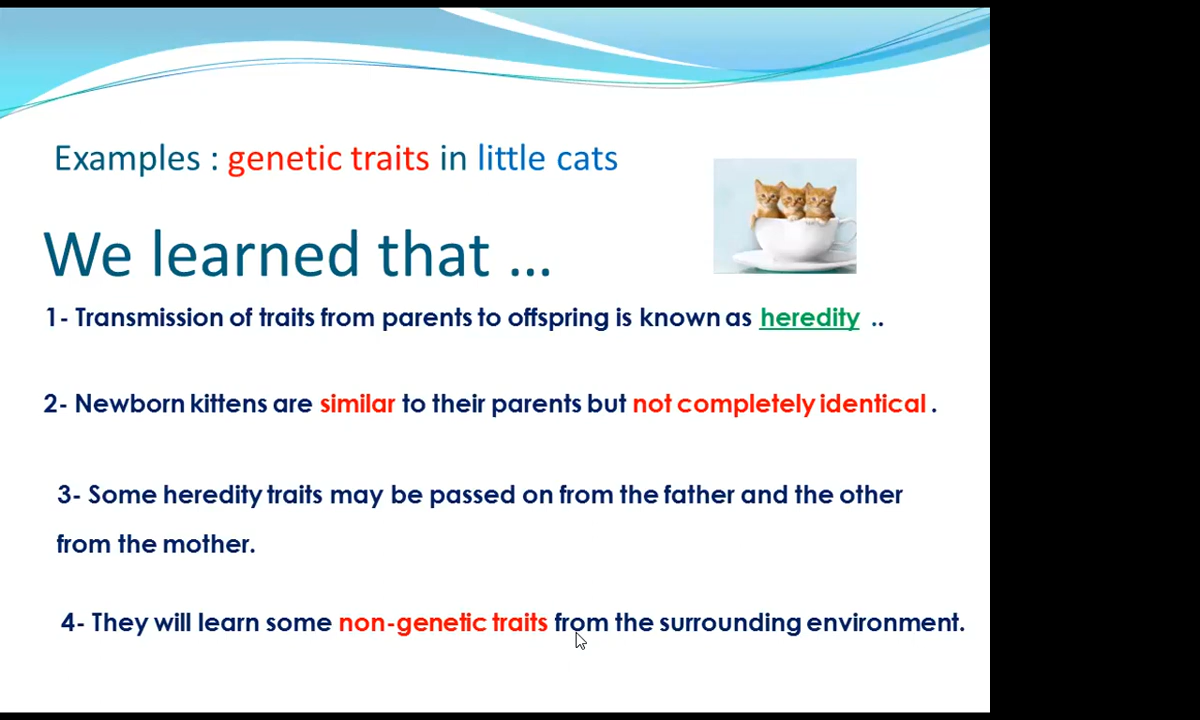 Examples : genetic traits in little cats
We learned that ...
1- Transmission of traits from parents to offspring is known as heredity ..
2- Newborn kittens are similar to their parents but not completely identical .
3- Some heredity traits may be passed on from the father and the other
from the mother.
4- They will learn some non-genetic traits from the surrounding environment.